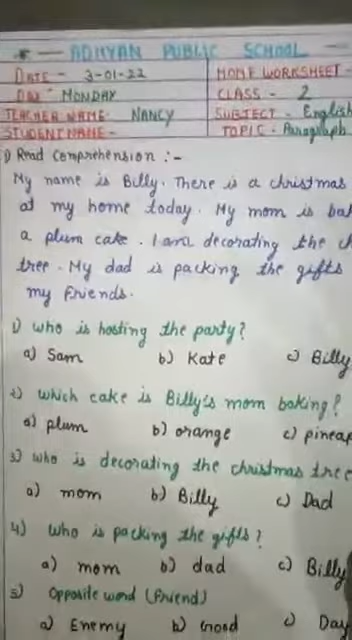 ADHYAN PUBLIC SCHOOL
DATE - 3-01-22 HOME WORKSHEET -
DAY - MONDAY CLASS - 2
TEACHER NAME - NANCY SUBJECT - English
STUDENT NAME - TOPIC - Paragraph
1) Read Comprehension :-
My name is Billy. There is a christmas
at my home today. My mom is
a plum cake. I am decorating the
tree. My dad is packing the gifts
my friends.
1) who is hosting the party?
a) Sam b) Kate c) Billy
2) which cake is Billy's mom baking?
a) plum b) orange c)
3) who is decorating the christmas tree
a) mom b) Billy c) Dad
4) Who is packing the gifts?
a) mom b) dad c) Billy
5) Opposite word (Friend)
a) Enemy b) Good c) Day